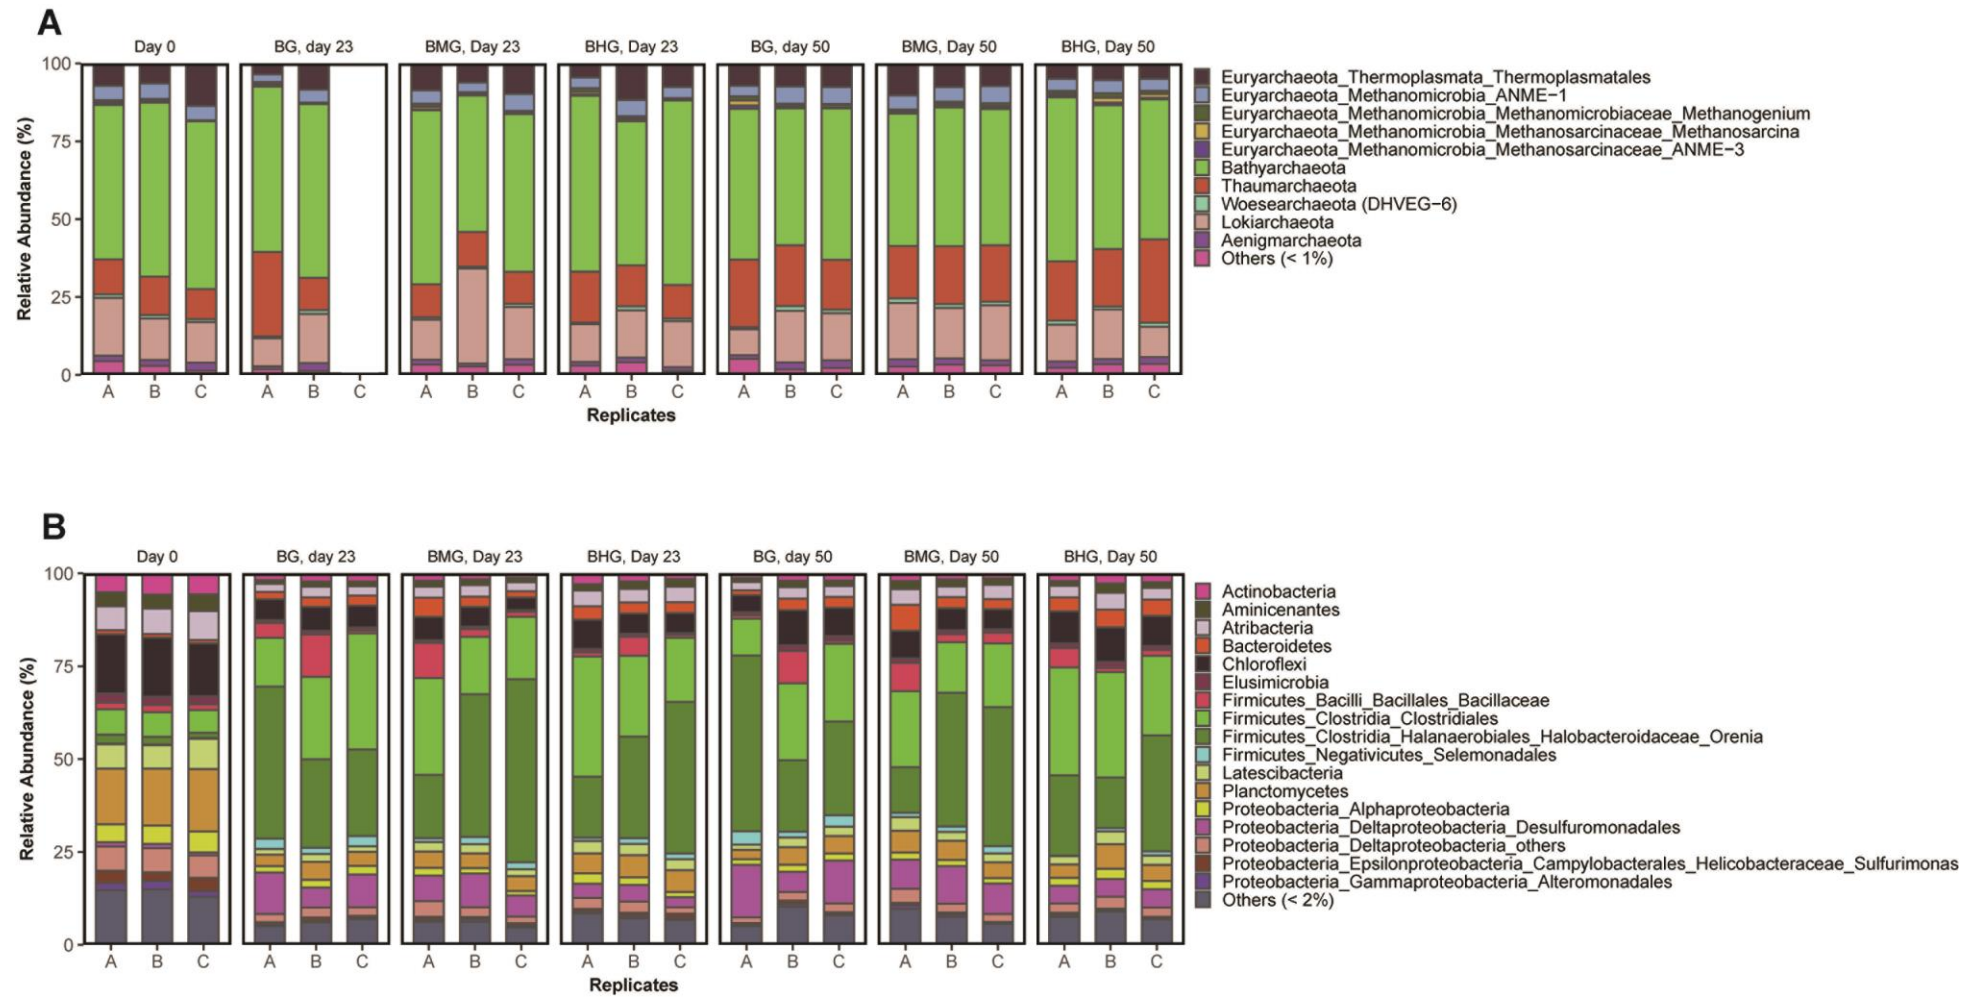 A
Day 0
BG, day 23
BMG, Day 23
BHG, Day 23
BG, day 50
BMG, Day 50
BHG, Day 50
Relative Abundance (%)
100
75
50
25
0
A B C
A B C
A B C
A B C
A B C
A B C
A B C
Replicates
Euryarchaeota_Thermoplasmata_Thermoplasmatales
Euryarchaeota_Methanomicrobia_ANME−1
Euryarchaeota_Methanomicrobia_Methanomicrobiaceae_Methanogenium
Euryarchaeota_Methanomicrobia_Methanosarcinaceae_Methanosarcina
Euryarchaeota_Methanomicrobia_Methanosarcinaceae_ANME−3
Bathyarchaeota
Thaumarchaeota
Woesearchaeota (DHVEG−6)
Lokiarchaeota
Aenigmarchaeota
Others (< 1%)
B
Day 0
BG, day 23
BMG, Day 23
BHG, Day 23
BG, day 50
BMG, Day 50
BHG, Day 50
Relative Abundance (%)
100
75
50
25
0
A B C
A B C
A B C
A B C
A B C
A B C
A B C
Replicates
Actinobacteria
Aminicenantes
Atribacteria
Bacteroidetes
Chloroflexi
Elusimicrobia
Firmicutes_Bacilli_Bacillales_Bacillaceae
Firmicutes_Clostridia_Clostridiales
Firmicutes_Clostridia_Halanaerobiales_Halobacteroidaceae_Orenia
Firmicutes_Negativicutes_Selemonadales
Latescibacteria
Planctomycetes
Proteobacteria_Alphaproteobacteria
Proteobacteria_Deltaproteobacteria_Desulfuromonadales
Proteobacteria_Deltaproteobacteria_others
Proteobacteria_Epsilonproteobacteria_Campylobacterales_Helicobacteraceae_Sulfurimonas
Proteobacteria_Gammaproteobacteria_Alteromonadales
Others (< 2%)